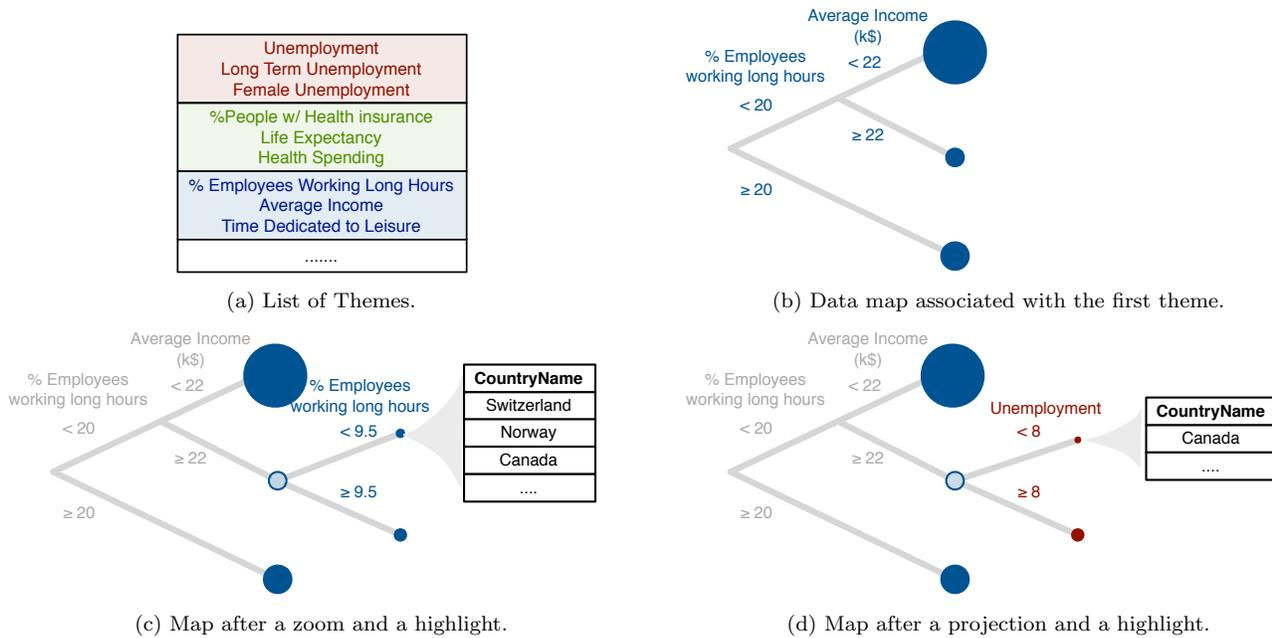 Unemployment
Long Term Unemployment
Female Unemployment
%People w/ Health insurance
Life Expectancy
Health Spending
% Employees Working Long Hours
Average Income
Time Dedicated to Leisure
.......
(a) List of Themes.
Average Income
(k$)
% Employees
working long hours
< 22
< 20
≥ 22
≥ 20
(b) Data map associated with the first theme.
Average Income
(k$)
% Employees
working long hours
< 22
< 20
≥ 22
≥ 20
% Employees
working long hours
< 9.5
≥ 9.5
CountryName
Switzerland
Norway
Canada
....
(c) Map after a zoom and a highlight.
Average Income
(k$)
% Employees
working long hours
< 22
< 20
≥ 22
≥ 20
Unemployment
< 8
≥ 8
CountryName
Canada
....
(d) Map after a projection and a highlight.